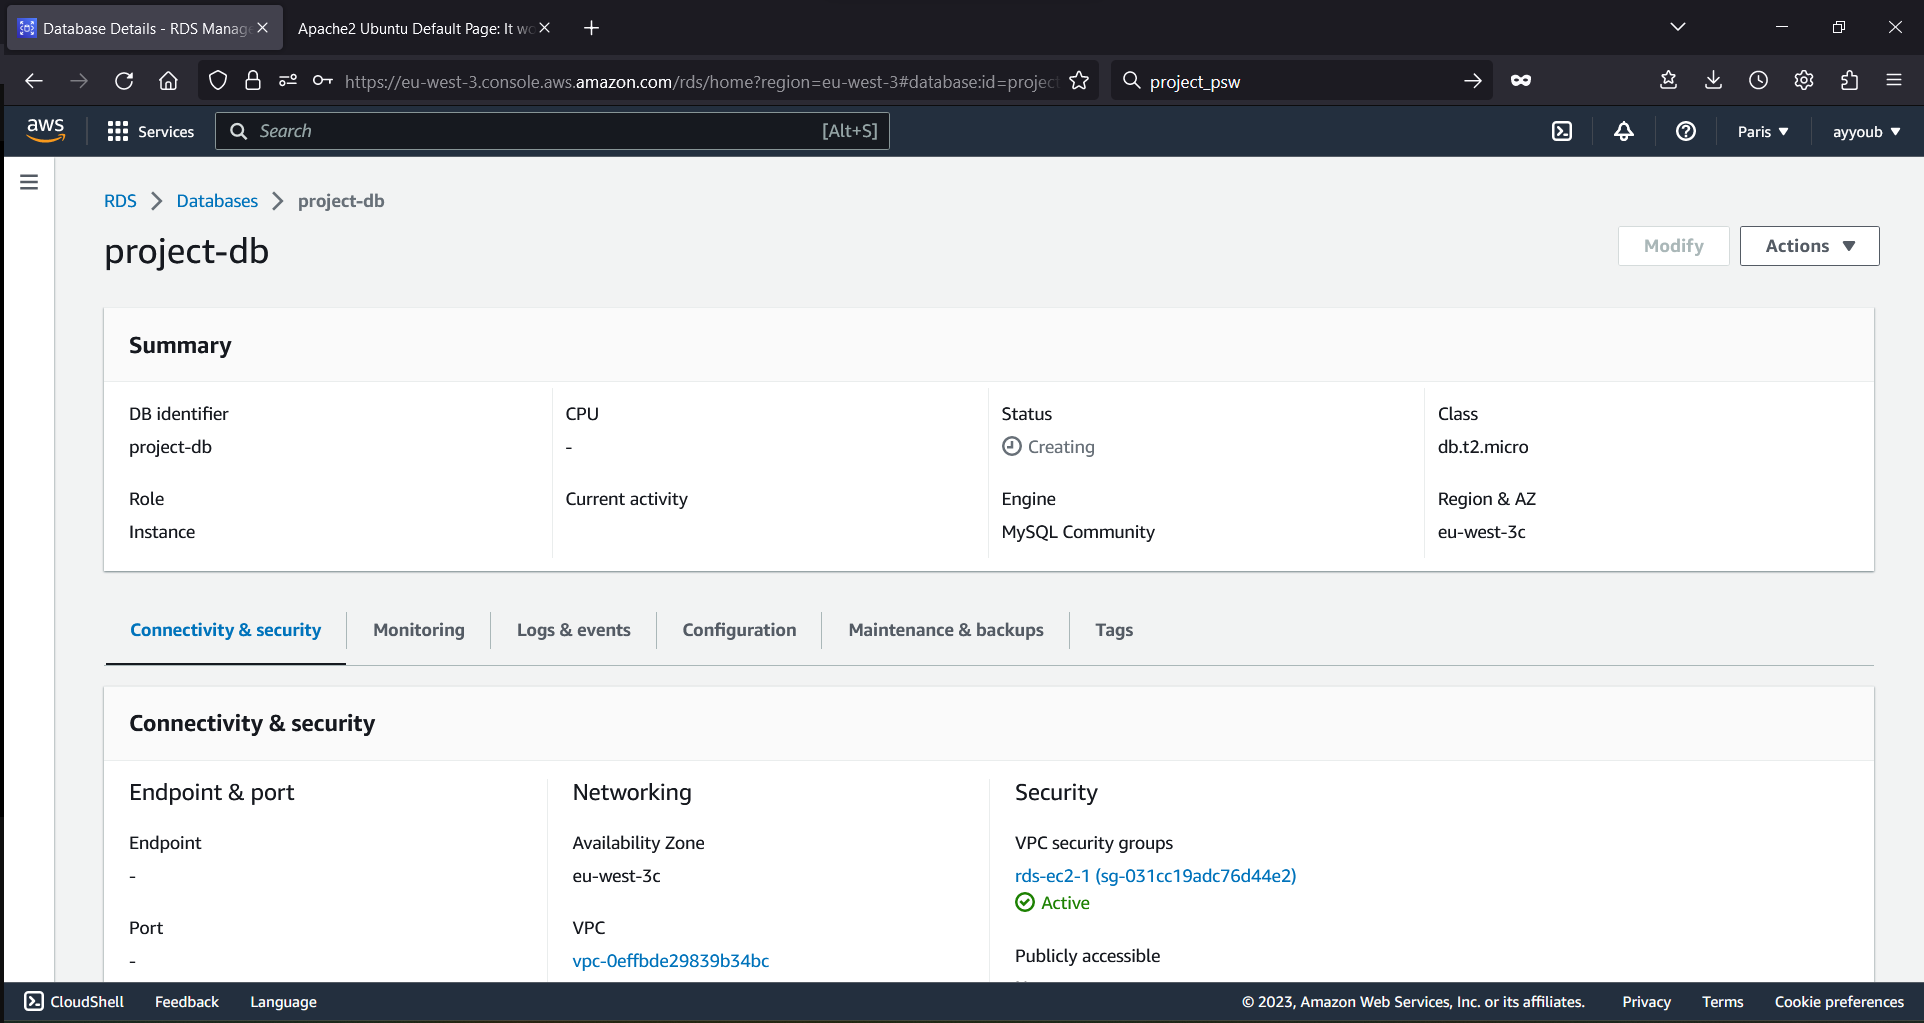 Database Details - RDS Manage
Apache2 Ubuntu Default Page: It wo
https://eu-west-3.console.aws.amazon.com/rds/home?region=eu-west-3#database:id=project
project_psw
aws
Services
Search
[Alt+S]
Paris
ayyoub
RDS
Databases
project-db
project-db
Modify
Actions
Summary
DB identifier
project-db
CPU
-
Status
Creating
Class
db.t2.micro
Role
Instance
Current activity
Engine
MySQL Community
Region & AZ
eu-west-3c
Connectivity & security
Monitoring
Logs & events
Configuration
Maintenance & backups
Tags
Connectivity & security
Endpoint & port
Endpoint
-
Port
-
Networking
Availability Zone
eu-west-3c
VPC
vpc-0effbde29839b34bc
Security
VPC security groups
rds-ec2-1 (sg-031cc19adc76d44e2)
Active
Publicly accessible
CloudShell
Feedback
Language
© 2023, Amazon Web Services, Inc. or its affiliates.
Privacy
Terms
Cookie preferences